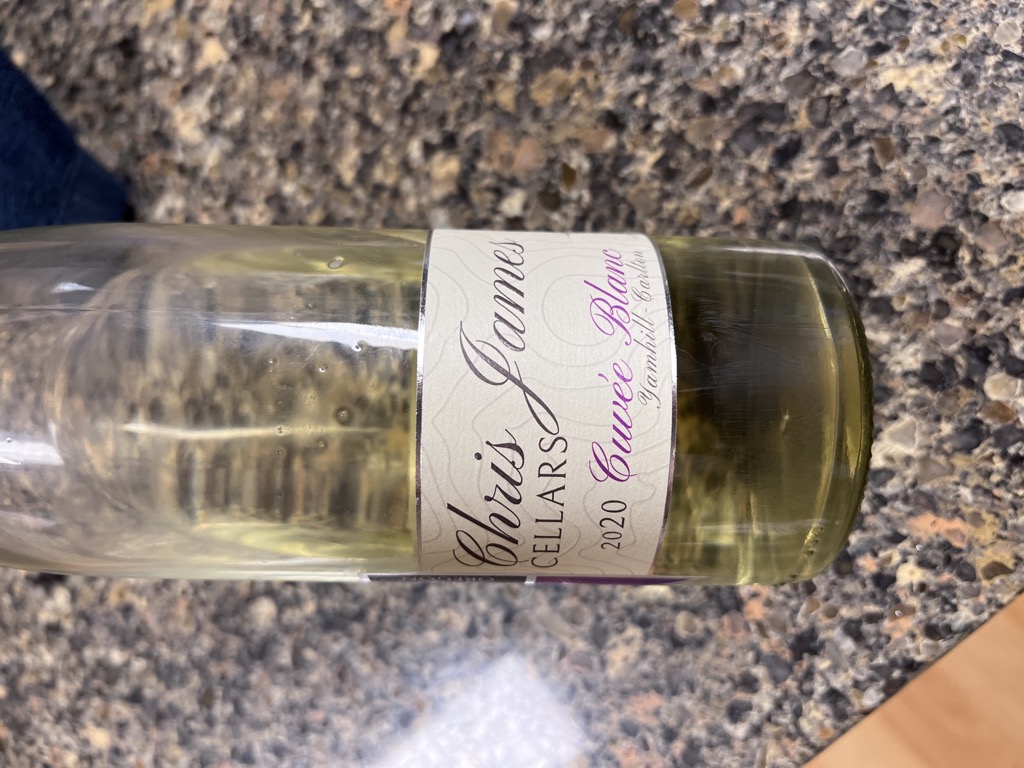 Chris James
CELLARS
2020 Cuvée Blanc
Yamhill-Carlton